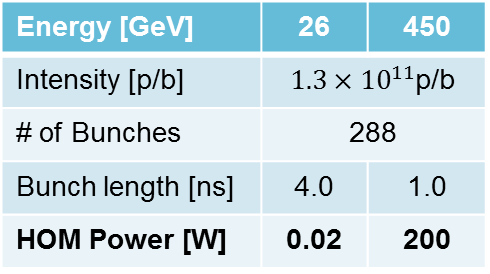 Energy [GeV] 26 450
Intensity [p/b] 1.3 × 10¹¹p/b
# of Bunches 288
Bunch length [ns] 4.0 1.0
HOM Power [W] 0.02 200